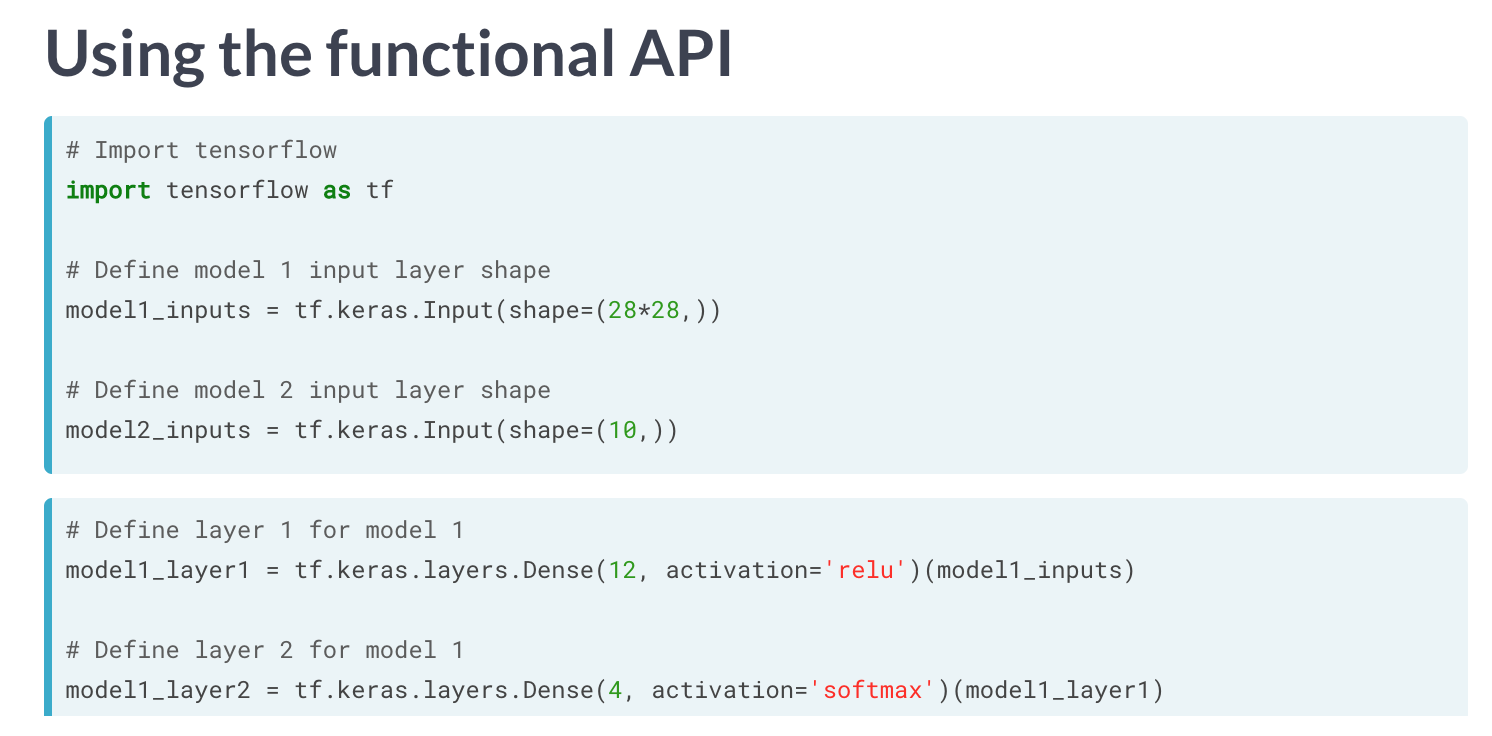 Using the functional API
# Import tensorflow
import tensorflow as tf
# Define model 1 input layer shape
model1_inputs = tf.keras.Input(shape=(28*28,))
# Define model 2 input layer shape
model2_inputs = tf.keras.Input(shape=(10,))
# Define layer 1 for model 1
model1_layer1 = tf.keras.layers.Dense(12, activation='relu')(model1_inputs)
# Define layer 2 for model 1
model1_layer2 = tf.keras.layers.Dense(4, activation='softmax')(model1_layer1)